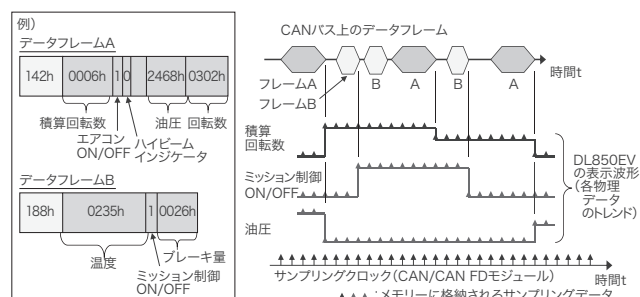 例）
データフレームA
142h 0006h 1 0 2468h 0302h
積算回転数 油圧 回転数
エアコン
ON/OFF
ハイビーム
インジケータ
データフレームB
188h 0235h 1 0026h
温度 ブレーキ量
ミッション制御
ON/OFF
CANバス上のデータフレーム
時間t
フレームA B A B A
フレームB
積算
回転数
ミッション制御
ON/OFF
油圧
DL850EV
の表示波形
（各物理
データ
のトレンド）
サンプリングクロック（CAN/CAN FDモジュール） 時間t
：メモリーに格納されるサンプリングデータ